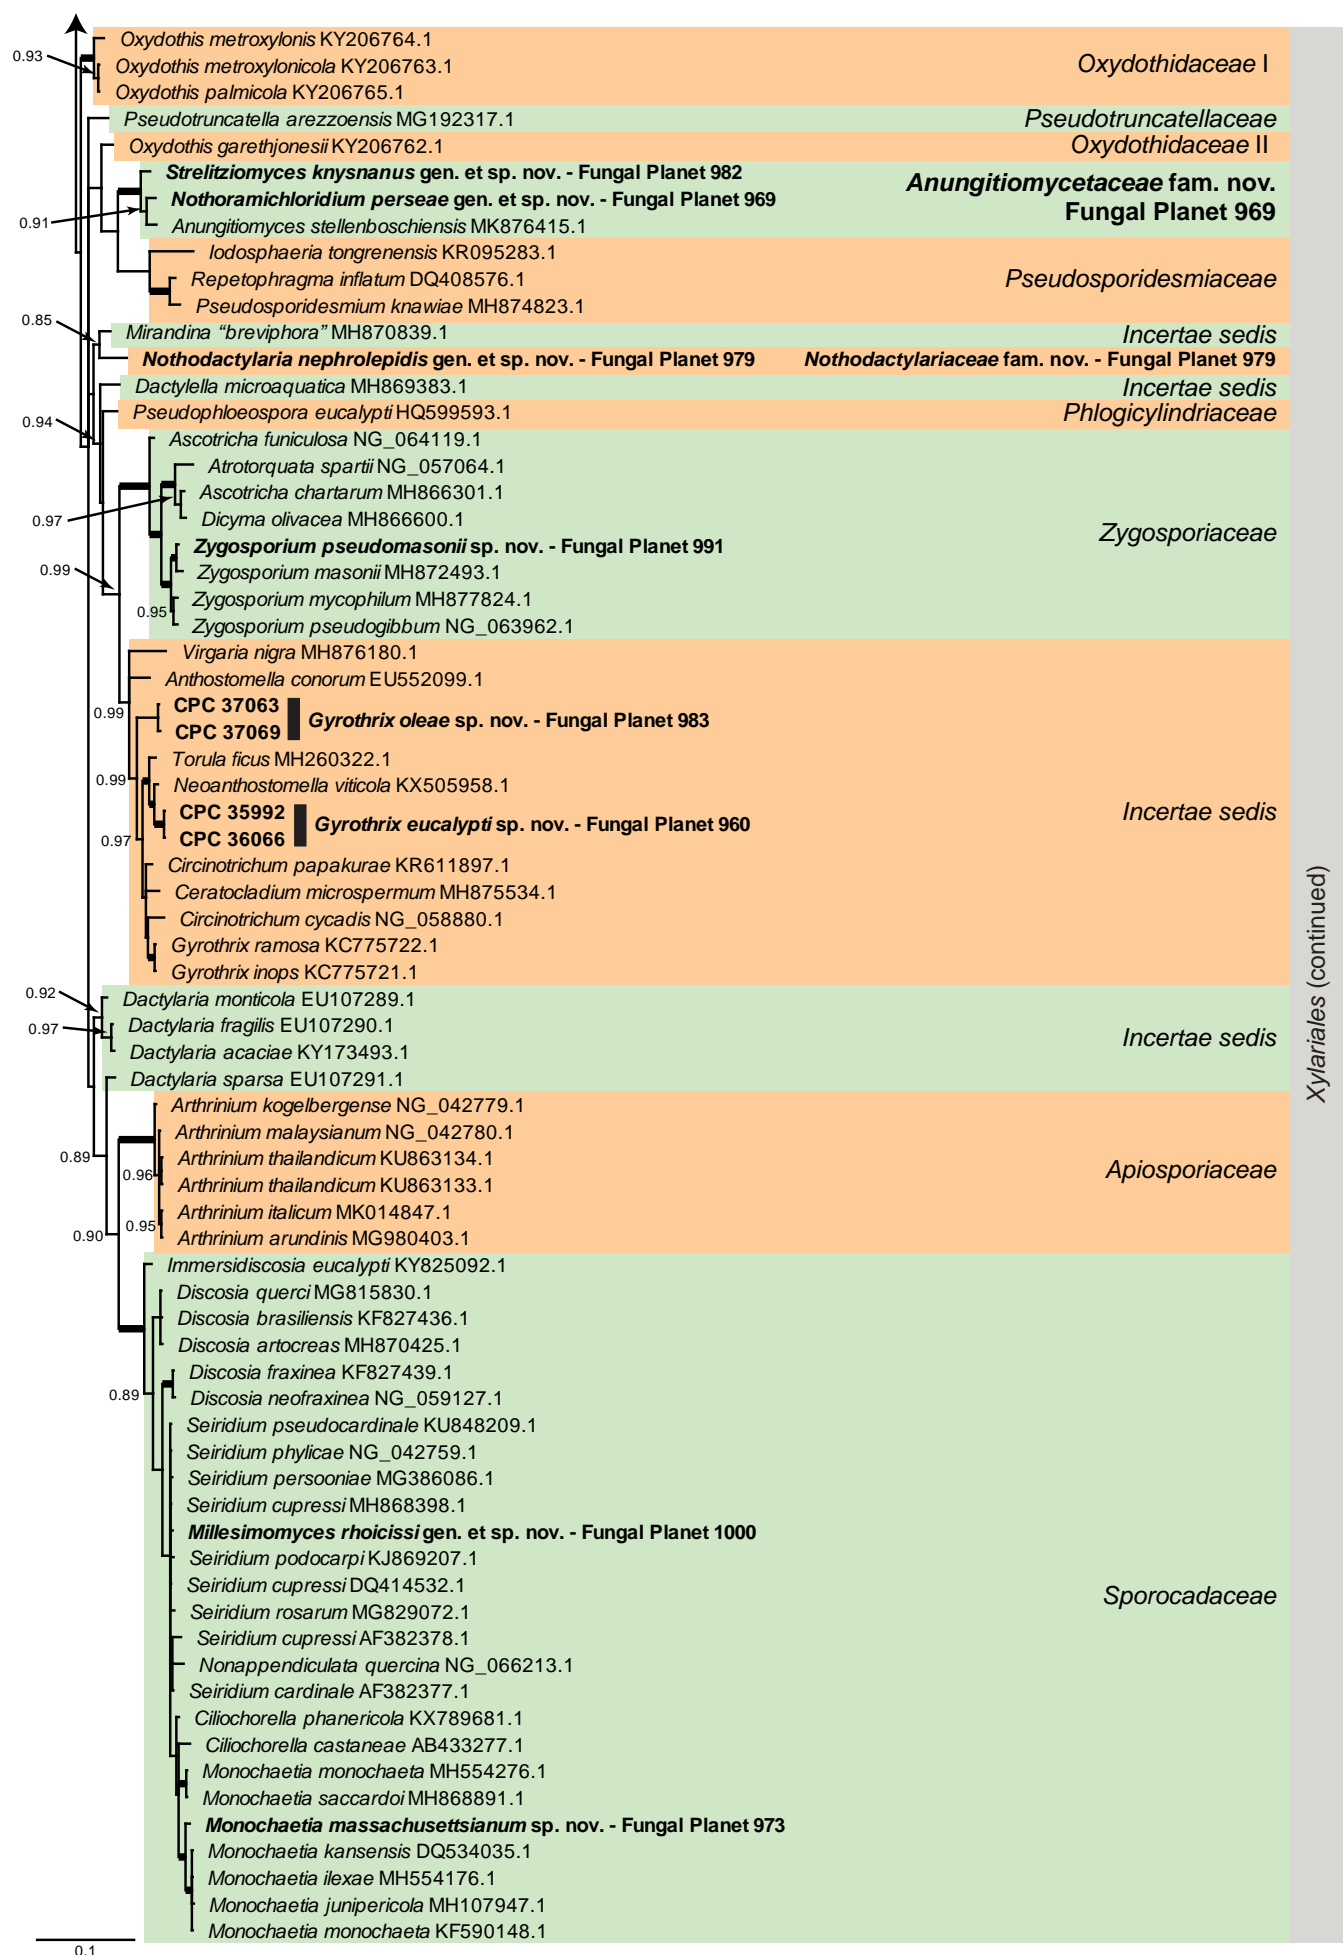 Oxydothis metroxylonis KY206764.1
0.93
Oxydothis metroxylonicola KY206763.1
Oxydothidaceae I
Oxydothis palmicola KY206765.1
Pseudotruncatella arezzoensis MG192317.1
Pseudotruncatellaceae
Oxydothis garethjonesii KY206762.1
Oxydothidaceae II
Strelitziomyces knysnanus gen. et sp. nov. - Fungal Planet 982
Nothoramichloridium perseae gen. et sp. nov. - Fungal Planet 969
Anungitiomycetaceae fam. nov.
Fungal Planet 969
0.91
Anungitiomyces stellenboschiensis MK876415.1
Iodosphaeria tongrenensis KR095283.1
Repetophragma inflatum DQ408576.1
Pseudosporidesmiaceae
Pseudosporidesmium knawiae MH874823.1
0.85
Mirandina “breviphora” MH870839.1
Incertae sedis
Nothodactylaria nephrolepidis gen. et sp. nov. - Fungal Planet 979
Nothodactylariaceae fam. nov. - Fungal Planet 979
Dactylella microaquatica MH869383.1
Incertae sedis
0.94
Pseudophloeospora eucalypti HQ599593.1
Phlogicylindriaceae
Ascotricha funiculosa NG_064119.1
Atrotorquata spartii NG_057064.1
Ascotricha chartarum MH866301.1
0.97
Dicyma olivacea MH866600.1
Zygosporiaceae
Zygosporium pseudomasonii sp. nov. - Fungal Planet 991
0.99
Zygosporium masonii MH872493.1
Zygosporium mycophilum MH877824.1
0.95
Zygosporium pseudogibbum NG_063962.1
Virgaria nigra MH876180.1
Anthostomella conorum EU552099.1
0.99
CPC 37063
CPC 37069
Gyrothrix oleae sp. nov. - Fungal Planet 983
Torula ficus MH260322.1
0.99
Neoanthostomella viticola KX505958.1
CPC 35992
CPC 36066
Gyrothrix eucalypti sp. nov. - Fungal Planet 960
Incertae sedis
0.97
Circinotrichum papakurae KR611897.1
Ceratocladium microspermum MH875534.1
Circinotrichum cycadis NG_058880.1
Gyrothrix ramosa KC775722.1
Gyrothrix inops KC775721.1
Xylariales (continued)
0.92
Dactylaria monticola EU107289.1
0.97
Dactylaria fragilis EU107290.1
Incertae sedis
Dactylaria acaciae KY173493.1
Dactylaria sparsa EU107291.1
Arthrinium kogelbergense NG_042779.1
Arthrinium malaysianum NG_042780.1
0.89
Arthrinium thailandicum KU863134.1
0.96
Arthrinium thailandicum KU863133.1
Apiosporiaceae
Arthrinium italicum MK014847.1
0.95
0.90
Arthrinium arundinis MG980403.1
Immersidiscosia eucalypti KY825092.1
Discosia querci MG815830.1
Discosia brasiliensis KF827436.1
Discosia artocreas MH870425.1
Discosia fraxinea KF827439.1
0.89
Discosia neofraxinea NG_059127.1
Seiridium pseudocardinale KU848209.1
Seiridium phylicae NG_042759.1
Seiridium persooniae MG386086.1
Seiridium cupressi MH868398.1
Millesimomyces rhoicissi gen. et sp. nov. - Fungal Planet 1000
Seiridium podocarpi KJ869207.1
Seiridium cupressi DQ414532.1
Sporocadaceae
Seiridium rosarum MG829072.1
Seiridium cupressi AF382378.1
Nonappendiculata quercina NG_066213.1
Seiridium cardinale AF382377.1
Ciliochorella phanericola KX789681.1
Ciliochorella castaneae AB433277.1
Monochaetia monochaeta MH554276.1
Monochaetia saccardoi MH868891.1
Monochaetia massachusettsianum sp. nov. - Fungal Planet 973
Monochaetia kansensis DQ534035.1
Monochaetia ilexae MH554176.1
Monochaetia junipericola MH107947.1
Monochaetia monochaeta KF590148.1
0.1